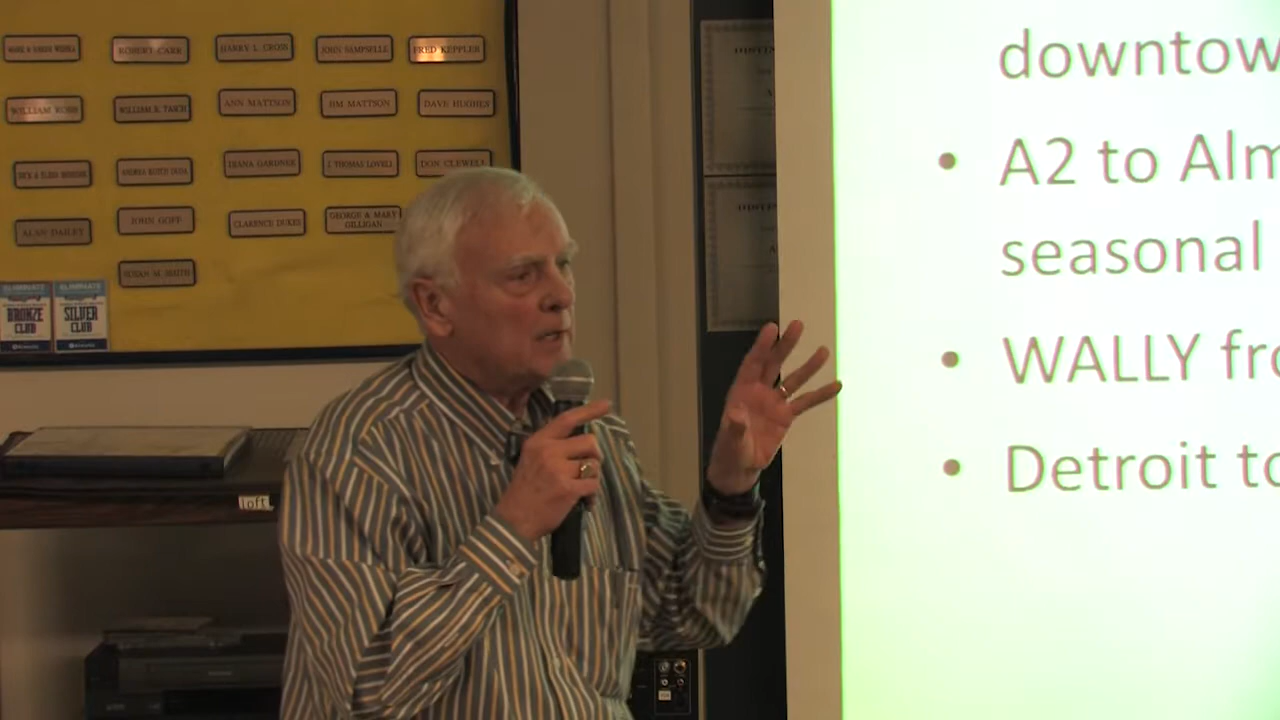 ROBERT CARR
HARRY L. CROSS
JOHN SAMPSELLE
FRED KEPPLER
WILLIAM ROSS
ANN MATTSON
JIM MATTSON
DAVE HUGHES
DIANA GARDNER
J. THOMAS LOVELL
DON CLEWELL
ALAN DAILEY
JOHN GOFF
CLARENCE DUKES
GEORGE & MARY
GILLIGAN
SUSAN M. SMITH
BRONZE
CLUB
SILVER
CLUB
loft
downtow
• A2 to Alm
seasonal
• WALLY fro
• Detroit to